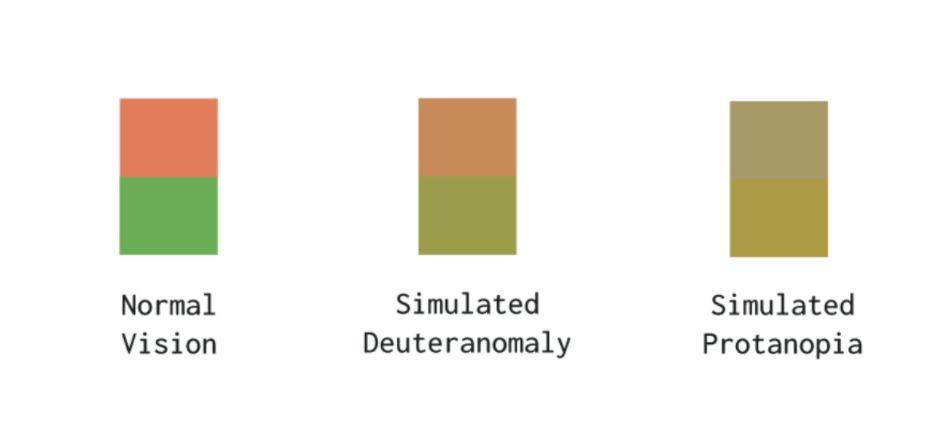 Normal
Vision
Simulated
Deuteranomaly
Simulated
Protanopia